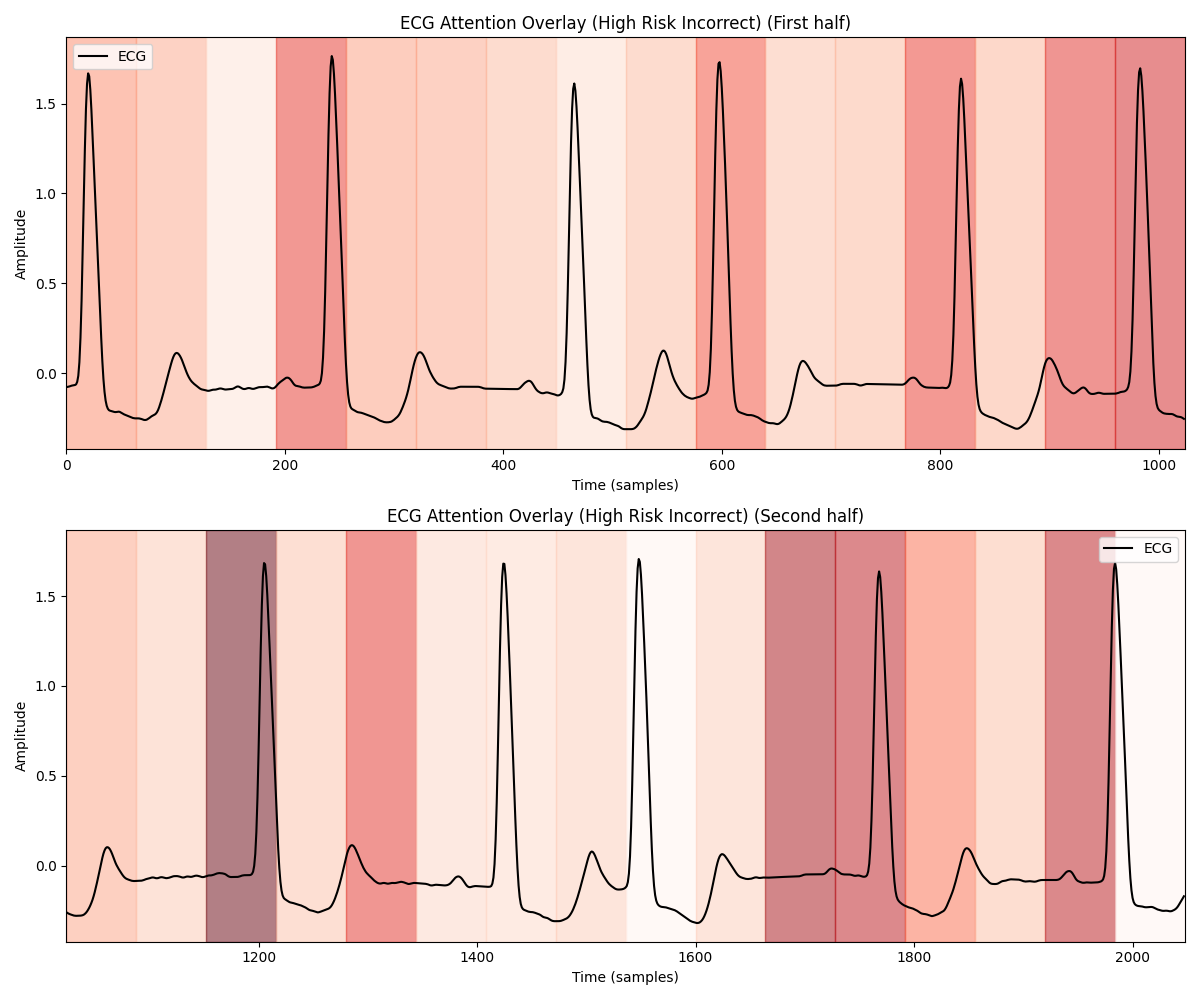 ECG Attention Overlay (High Risk Incorrect) (First half)
ECG
Amplitude
1.5
1.0
0.5
0.0
0 200 400 600 800 1000
Time (samples)
ECG Attention Overlay (High Risk Incorrect) (Second half)
ECG
Amplitude
1.5
1.0
0.5
0.0
1200 1400 1600 1800 2000
Time (samples)